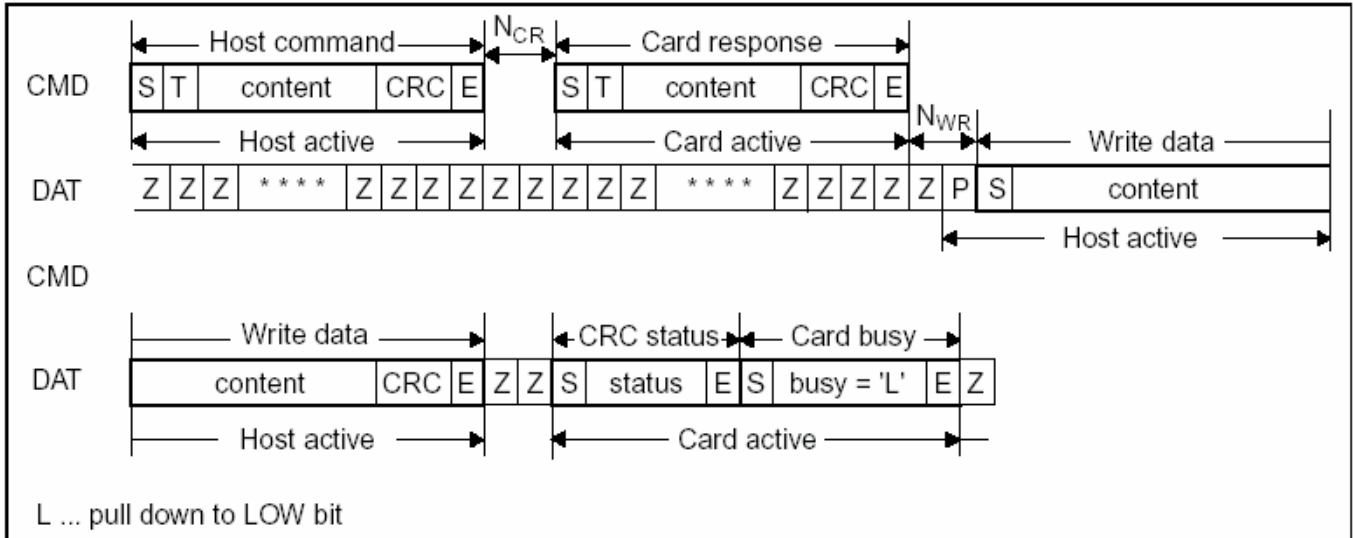 Host command N_CR Card response
CMD S T content CRC E S T content CRC E
Host active Card active N_WR Write data
DAT Z Z Z * * * * Z Z Z Z Z Z Z Z Z * * * * Z Z Z Z Z P S content
Host active
CMD
Write data CRC status Card busy
DAT content CRC E Z Z S status E S busy = 'L' E Z
Host active Card active
L ... pull down to LOW bit